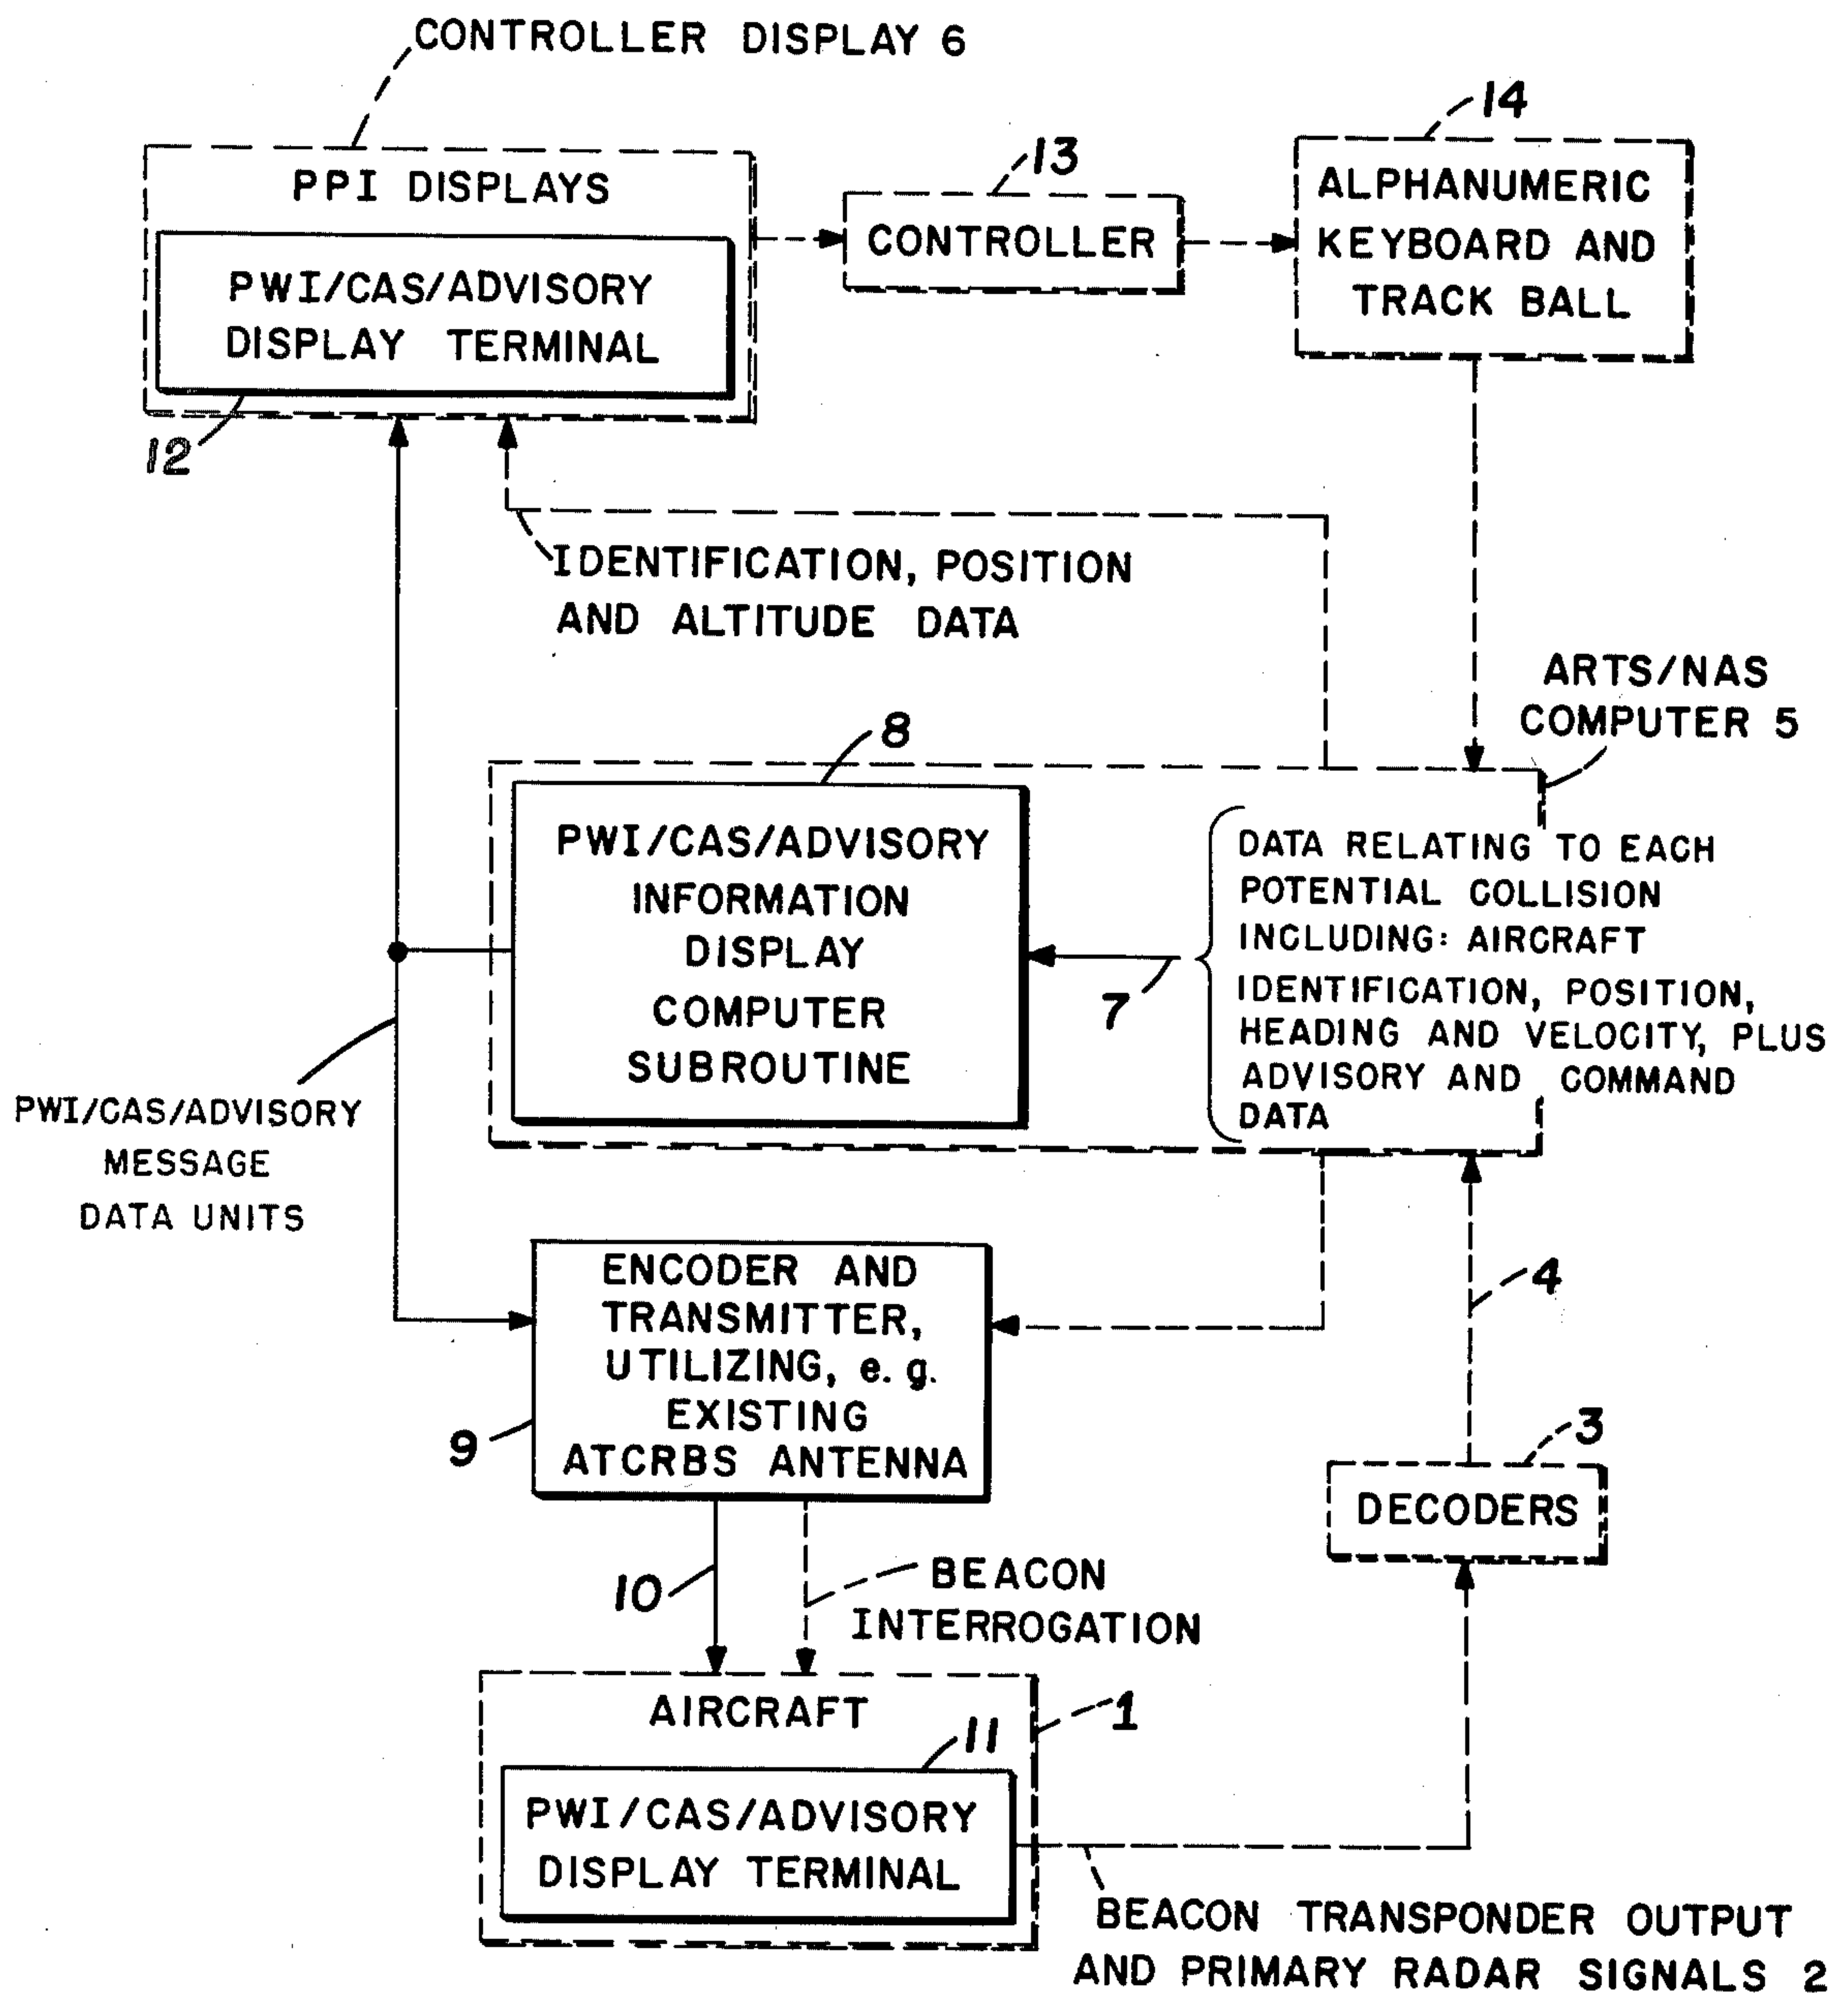 CONTROLLER DISPLAY 6
14
13
PPI DISPLAYS
ALPHANUMERIC
KEYBOARD AND
TRACK BALL
CONTROLLER
PWI/CAS/ADVISORY
DISPLAY TERMINAL
12
IDENTIFICATION, POSITION
AND ALTITUDE DATA
ARTS/NAS
COMPUTER 5
8
PWI/CAS/ADVISORY
INFORMATION
DISPLAY
COMPUTER
SUBROUTINE
7
DATA RELATING TO EACH
POTENTIAL COLLISION
INCLUDING: AIRCRAFT
IDENTIFICATION, POSITION,
HEADING AND VELOCITY, PLUS
ADVISORY AND COMMAND
DATA
PWI/CAS/ADVISORY
MESSAGE
DATA UNITS
ENCODER AND
TRANSMITTER,
UTILIZING, e.g.
EXISTING
ATCRBS ANTENNA
9
4
3
DECODERS
10
BEACON
INTERROGATION
AIRCRAFT
1
11
PWI/CAS/ADVISORY
DISPLAY TERMINAL
BEACON TRANSPONDER OUTPUT
AND PRIMARY RADAR SIGNALS 2